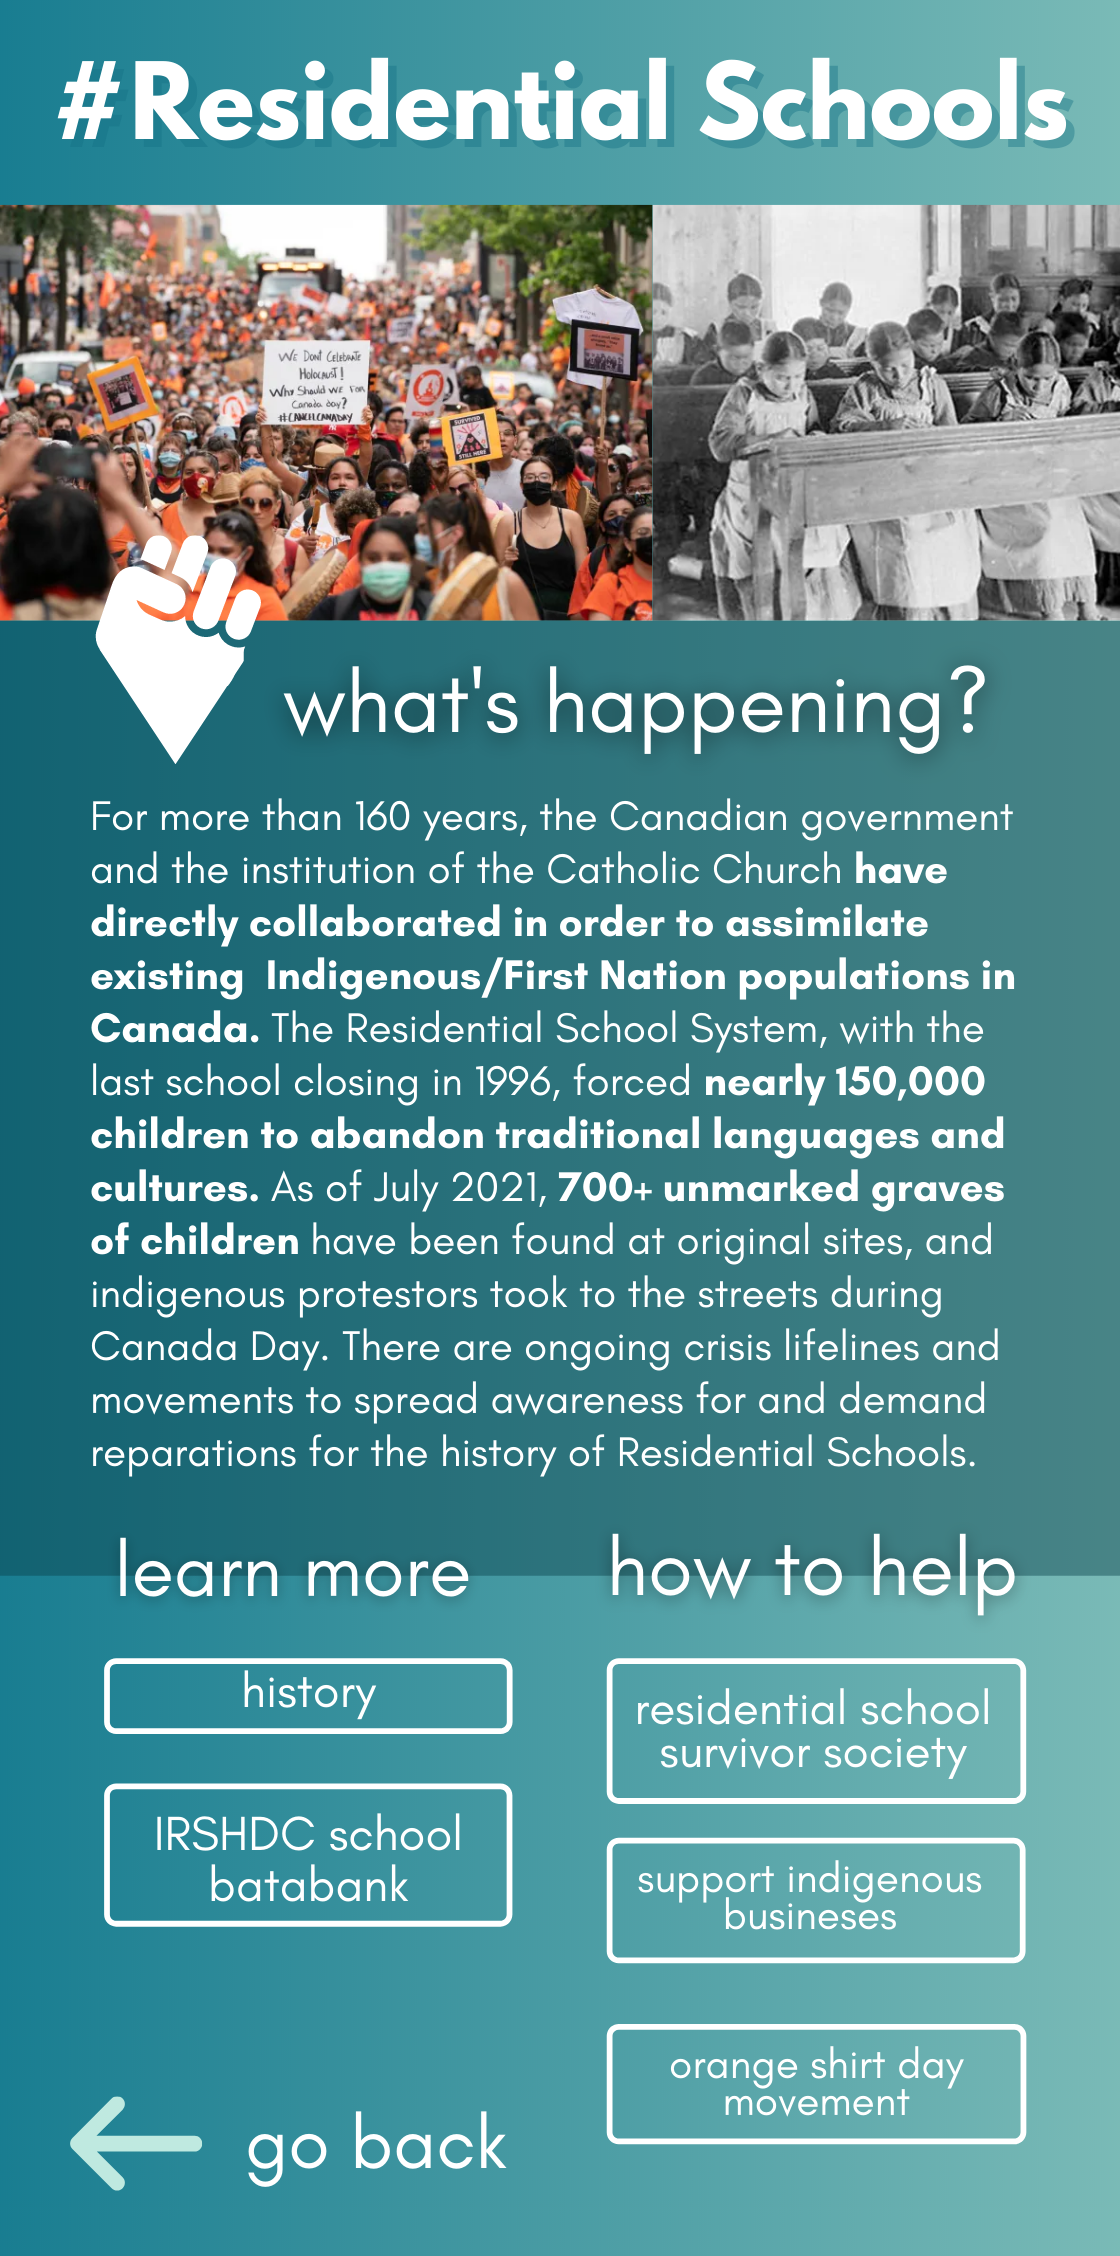 #Residential Schools
WE DONT CELEBRATE
HOLOCAUST!
WHY SHOULD WE FOR
CANADA DAY?
#CANCELCANADAY
SURVIVED
STILL HERE
what's happening?
For more than 160 years, the Canadian government
and the institution of the Catholic Church have
directly collaborated in order to assimilate
existing  Indigenous/First Nation populations in
Canada. The Residential School System, with the
last school closing in 1996, forced nearly 150,000
children to abandon traditional languages and
cultures. As of July 2021, 700+ unmarked graves
of children have been found at original sites, and
indigenous protestors took to the streets during
Canada Day. There are ongoing crisis lifelines and
movements to spread awareness for and demand
reparations for the history of Residential Schools.
learn more
how to help
history
IRSHDC school
batabank
residential school
survivor society
support indigenous
busineses
orange shirt day
movement
go back